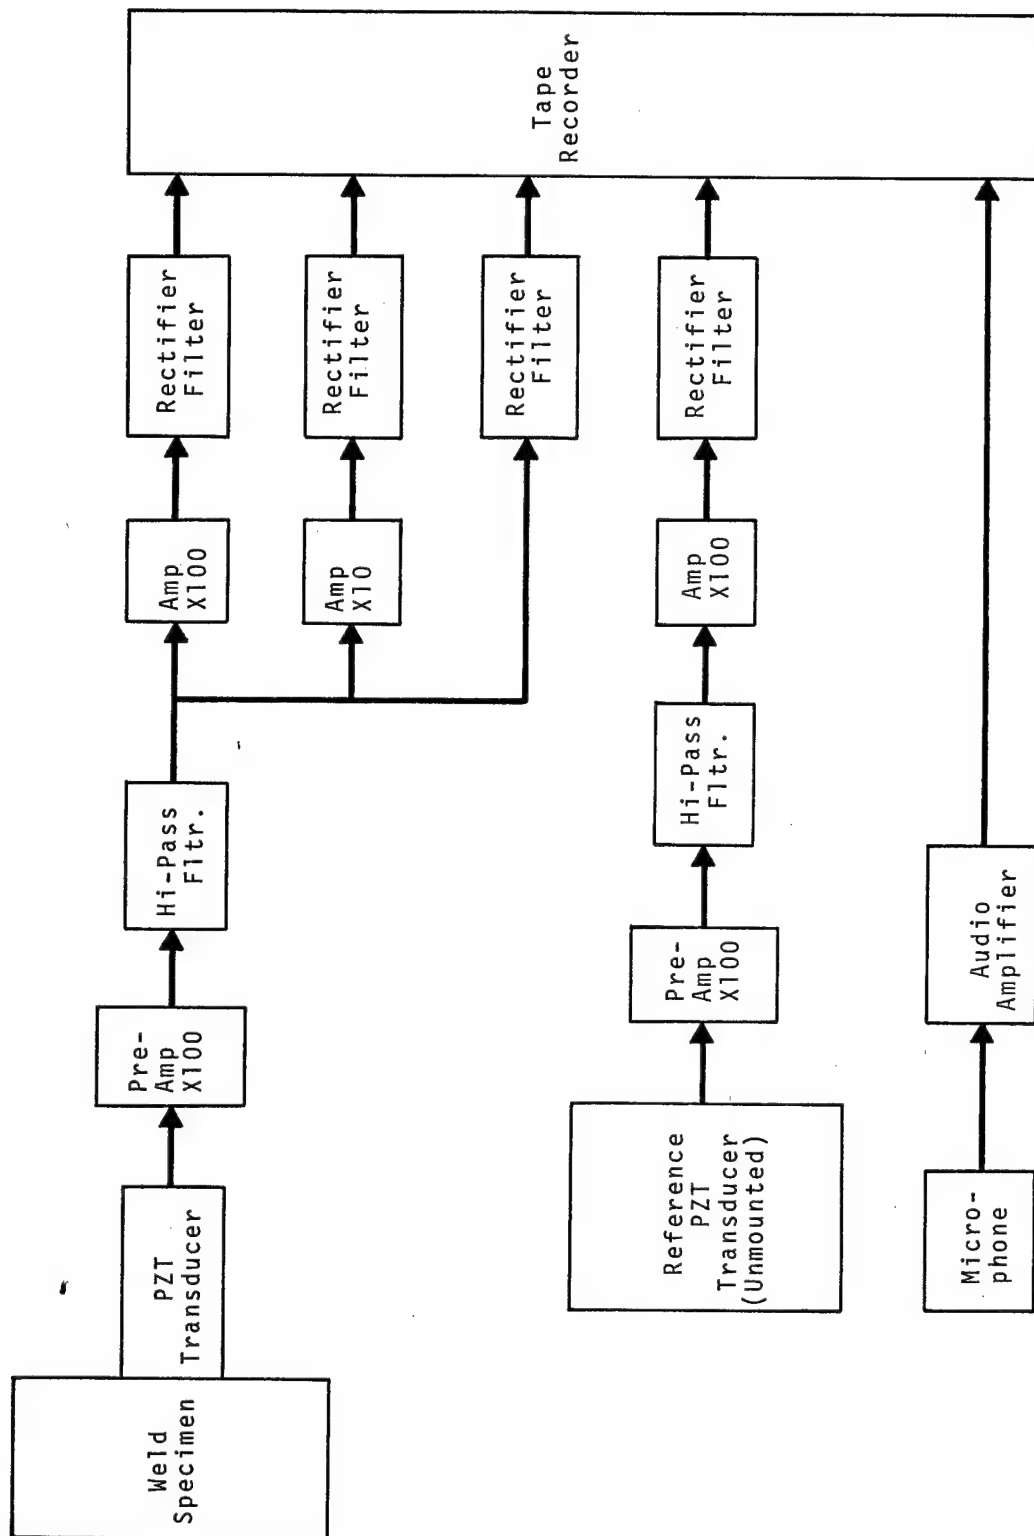 Weld
Specimen
PZT
Transducer
Pre-
Amp
X100
Hi-Pass
Fltr.
Amp
X100
Rectifier
Filter
Amp
X10
Rectifier
Filter
Rectifier
Filter
Tape
Recorder
Reference
PZT
Transducer
(Unmounted)
Pre-
Amp
X100
Hi-Pass
Fltr.
Amp
X100
Rectifier
Filter
Micro-
phone
Audio
Amplifier